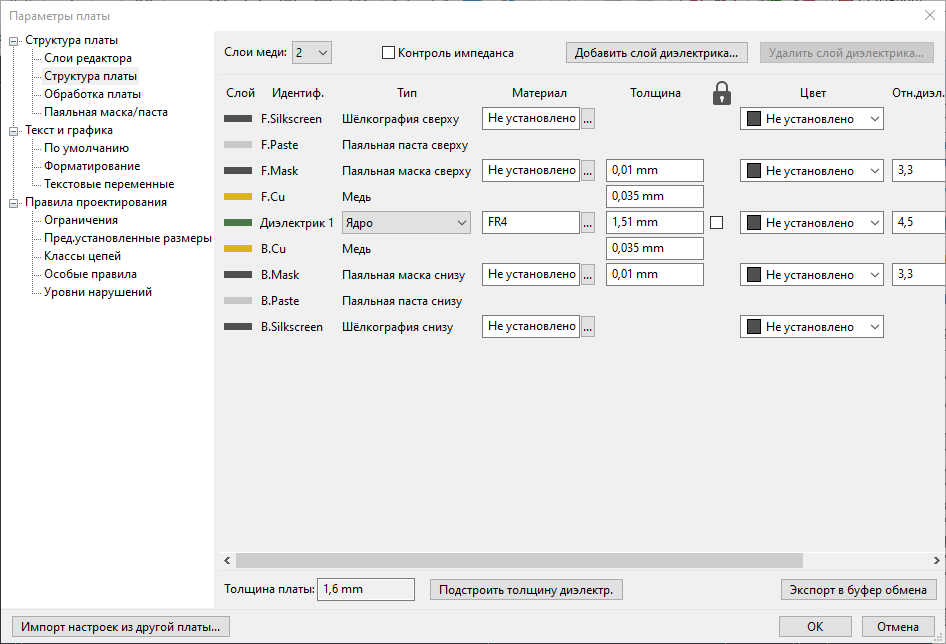 Параметры платы
Структура платы
Слои редактора
Структура платы
Обработка платы
Паяльная маска/паста
Текст и графика
По умолчанию
Форматирование
Текстовые переменные
Правила проектирования
Ограничения
Пред.установленные размеры
Классы цепей
Особые правила
Уровни нарушений
Слои меди: 2 Контроль импеданса Добавить слой диэлектрика... Удалить слой диэлектрика...
Слой Идентиф. Тип Материал Толщина Цвет Отн.диэл.
F.Silkscreen Шёлкография сверху Не установлено ... Не установлено
F.Paste Паяльная паста сверху
F.Mask Паяльная маска сверху Не установлено ... 0,01 mm Не установлено 3,3
F.Cu Медь 0,035 mm
Диэлектрик 1 Ядро FR4 ... 1,51 mm Не установлено 4,5
B.Cu Медь 0,035 mm
B.Mask Паяльная маска снизу Не установлено ... 0,01 mm Не установлено 3,3
B.Paste Паяльная паста снизу
B.Silkscreen Шёлкография снизу Не установлено ... Не установлено
Толщина платы: 1,6 mm Подстроить толщину диэлектр. Экспорт в буфер обмена
Импорт настроек из другой платы... ОК Отмена